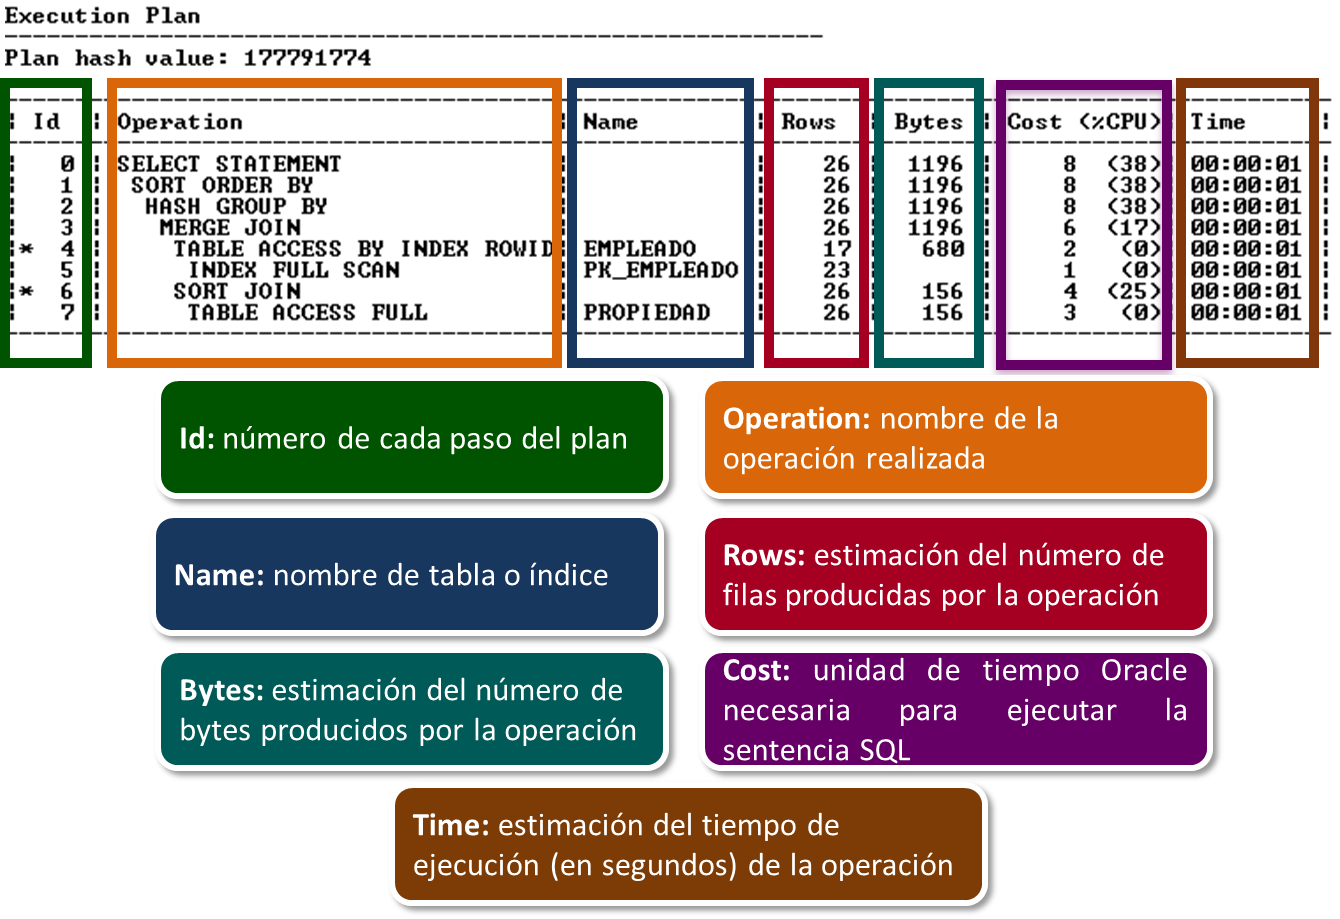 Execution Plan
----------------------------------------------------------
Plan hash value: 177791774
| Id | Operation | Name | Rows | Bytes | Cost (%CPU)| Time |
| 0 | SELECT STATEMENT | | 26 | 1196 | 8 (38)| 00:00:01 |
| 1 | SORT ORDER BY | | 26 | 1196 | 8 (38)| 00:00:01 |
| 2 | HASH GROUP BY | | 26 | 1196 | 8 (38)| 00:00:01 |
| 3 | MERGE JOIN | | 26 | 1196 | 6 (17)| 00:00:01 |
|* 4 | TABLE ACCESS BY INDEX ROWID| EMPLEADO | 17 | 680 | 2 (0)| 00:00:01 |
| 5 | INDEX FULL SCAN | PK_EMPLEADO | 23 | | 1 (0)| 00:00:01 |
|* 6 | SORT JOIN | | 26 | 156 | 4 (25)| 00:00:01 |
| 7 | TABLE ACCESS FULL | PROPIEDAD | 26 | 156 | 3 (0)| 00:00:01 |
Id: número de cada paso del plan
Operation: nombre de la
operación realizada
Name: nombre de tabla o índice
Rows: estimación del número de
filas producidas por la operación
Bytes: estimación del número de
bytes producidos por la operación
Cost: unidad de tiempo Oracle
necesaria para ejecutar la
sentencia SQL
Time: estimación del tiempo de
ejecución (en segundos) de la operación